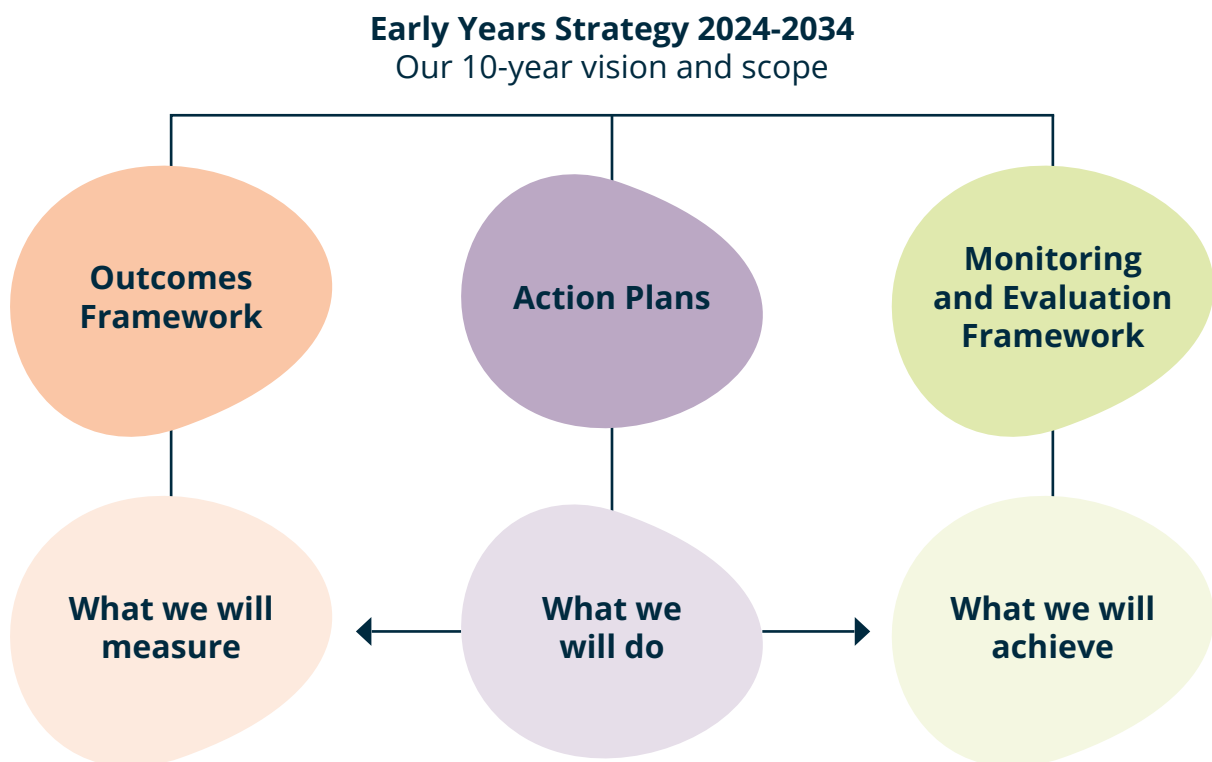 Early Years Strategy 2024-2034
Our 10-year vision and scope
Outcomes
Framework
Action Plans
Monitoring
and Evaluation
Framework
What we will
measure
What we
will do
What we will
achieve